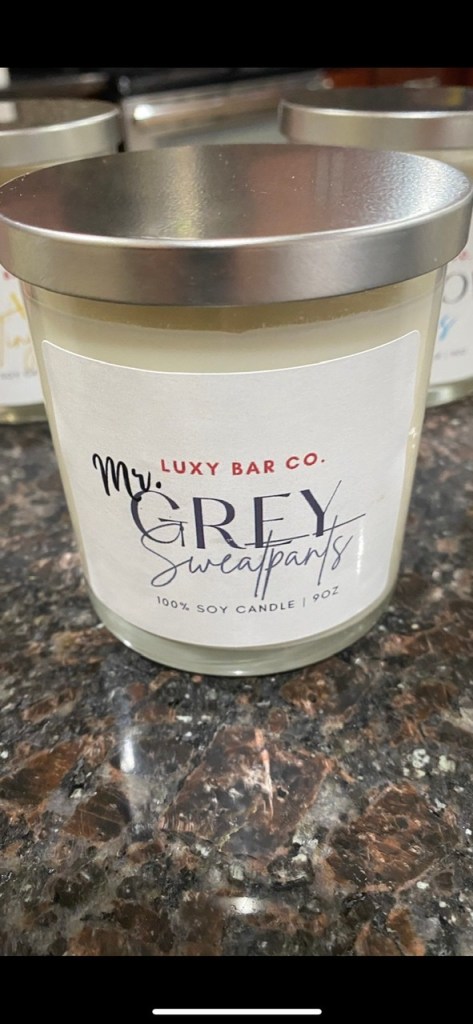 LUXY BAR CO.
Mr.
GREY
Sweatpants
100% SOY CANDLE | 9OZ